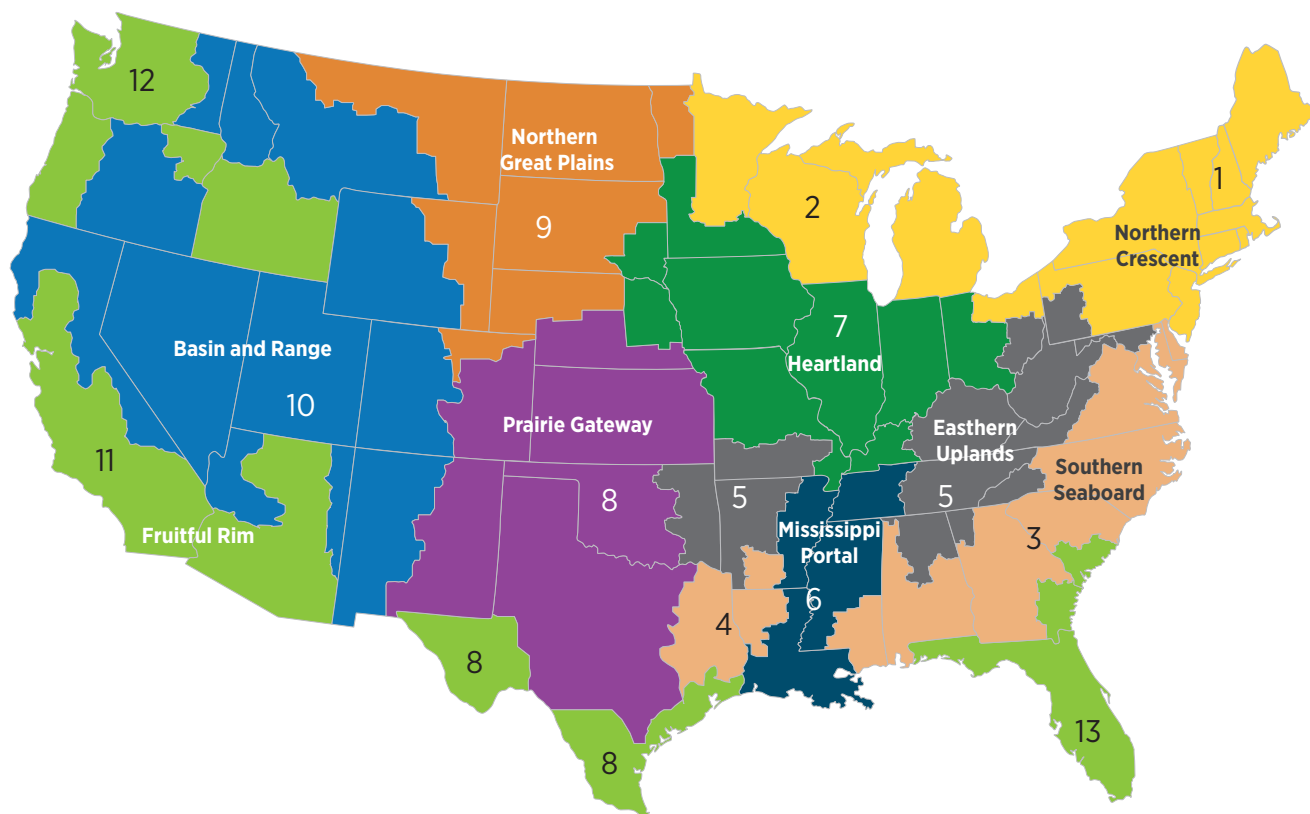 12
Northern
Great Plains
1
2
9
Northern
Crescent
7
Heartland
Basin and Range
10
Prairie Gateway
Eastern
Uplands
11
Southern
Seaboard
8
5
5
Fruitful Rim
Mississippi
Portal
3
6
4
8
13
8